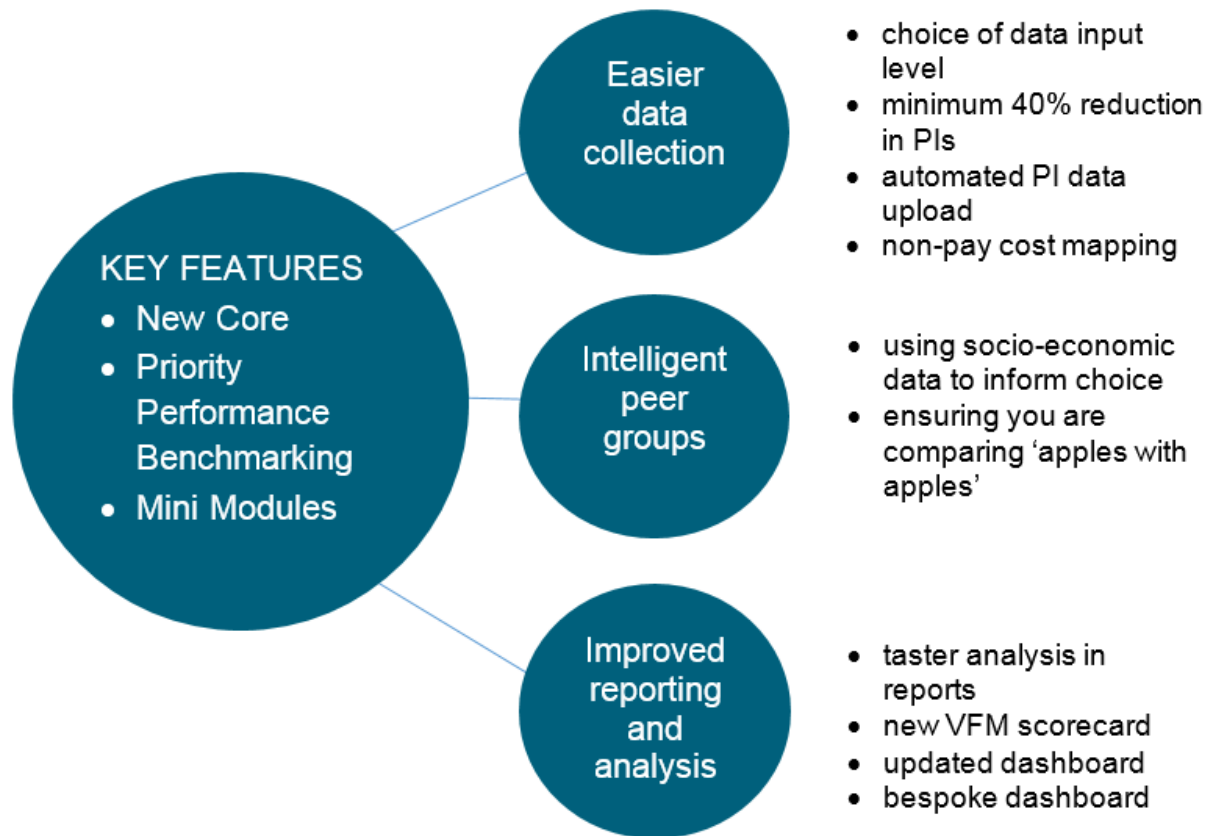 KEY FEATURES
• New Core
• Priority
Performance
Benchmarking
• Mini Modules
Easier
data
collection
• choice of data input
level
• minimum 40% reduction
in PIs
• automated PI data
upload
• non-pay cost mapping
Intelligent
peer
groups
• using socio-economic
data to inform choice
• ensuring you are
comparing ‘apples with
apples’
Improved
reporting
and
analysis
• taster analysis in
reports
• new VFM scorecard
• updated dashboard
• bespoke dashboard